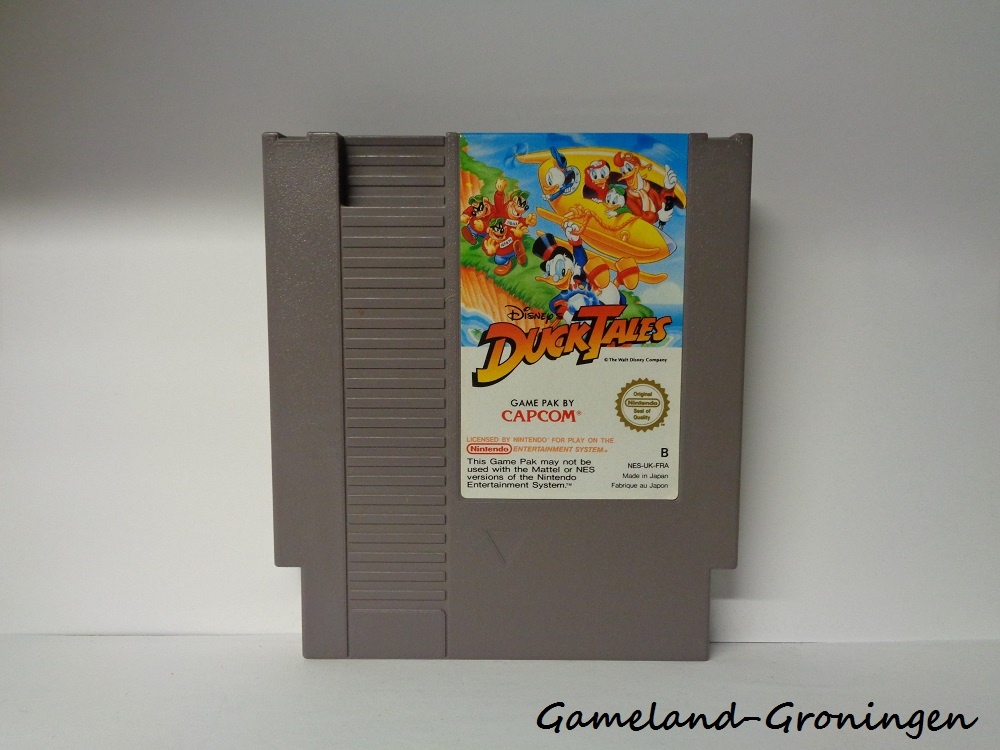 Disney
DUCKTALES
© The Walt Disney Company
GAME PAK BY
CAPCOM®
Original
Nintendo
Seal of
Quality
LICENSED BY NINTENDO® FOR PLAY ON THE
Nintendo ENTERTAINMENT SYSTEM™
This Game Pak may not be
used with the Mattel or NES
versions of the Nintendo
Entertainment System.™
B
NES-UK-FRA
Made in Japan
Fabrique au Japon
Gameland-Groningen